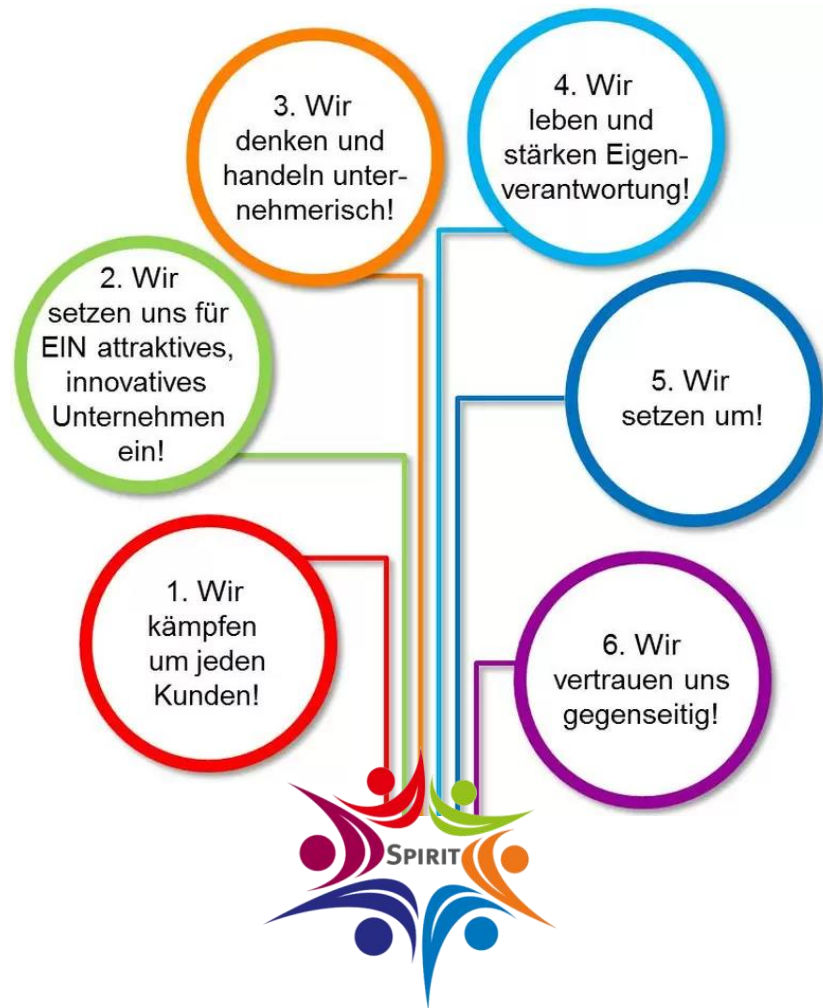 1. Wir
kämpfen
um jeden
Kunden!
2. Wir
setzen uns für
EIN attraktives,
innovatives
Unternehmen
ein!
3. Wir
denken und
handeln unter-
nehmerisch!
4. Wir
leben und
stärken Eigen-
verantwortung!
5. Wir
setzen um!
6. Wir
vertrauen uns
gegenseitig!
SPIRIT